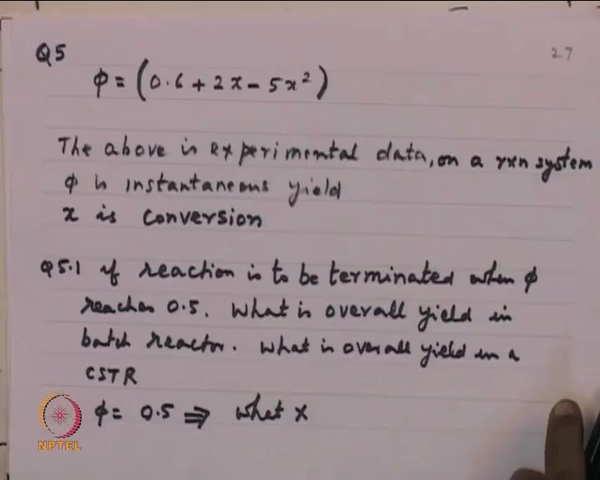 Q5
27
φ = (0.6 + 2x - 5x²)
The above is experimental data, on a rxn system
φ is instantaneous yield
x is conversion
Q5.1 if reaction is to be terminated when φ
reaches 0.5. What is overall yield in
batch reactor. What is overall yield in a
CSTR
φ = 0.5 ⇒ what x
NPTEL